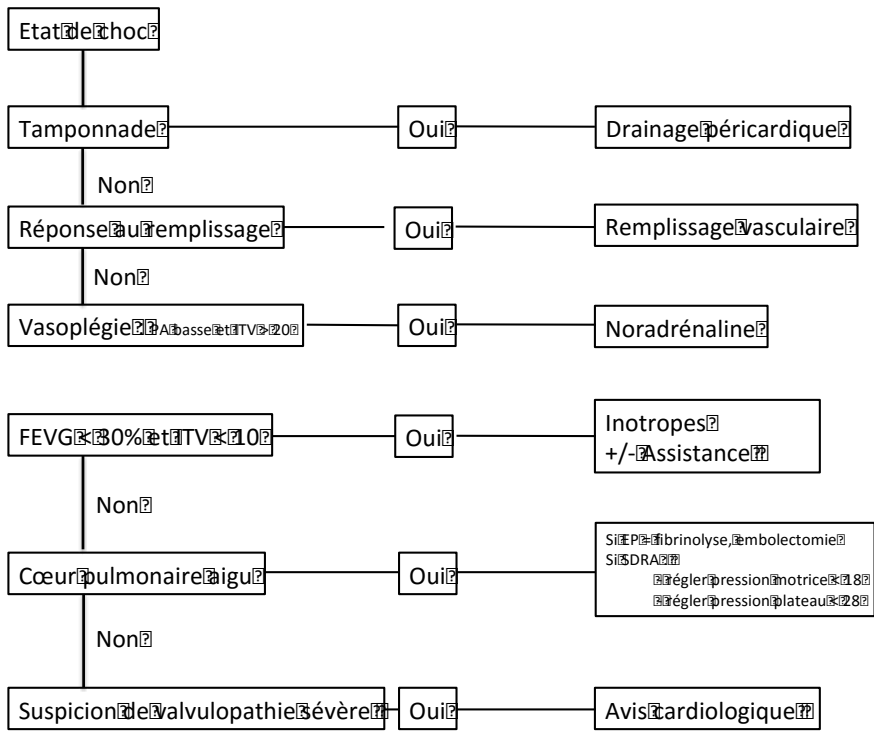 Etat de choc
Tamponnade
Oui
Drainage péricardique
Non
Réponse au remplissage
Oui
Remplissage vasculaire
Non
Vasoplégie : PA basse et ITV > 20
Oui
Noradrénaline
FEVG < 30% et ITV < 10
Oui
Inotropes
+/- Assistance
Non
Cœur pulmonaire aigu
Oui
Si EP = fibrinolyse, embolectomie
Si SDRA
régler pression motrice < 18
régler pression plateau < 28
Non
Suspicion de valvulopathie sévère
Oui
Avis cardiologique